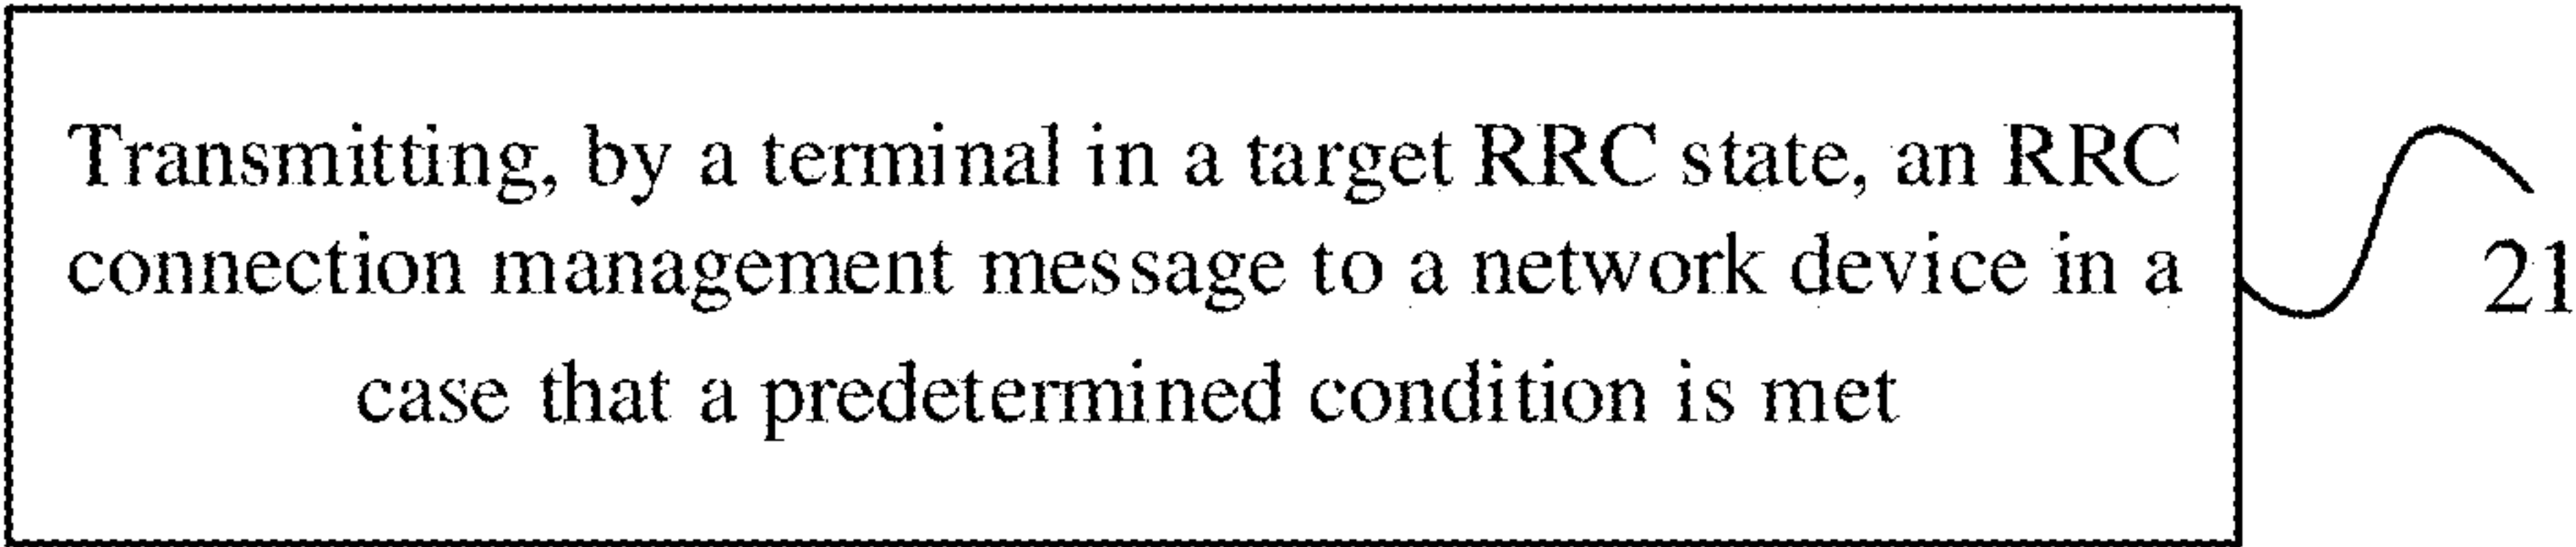 Transmitting, by a terminal in a target RRC state, an RRC
connection management message to a network device in a
case that a predetermined condition is met
21